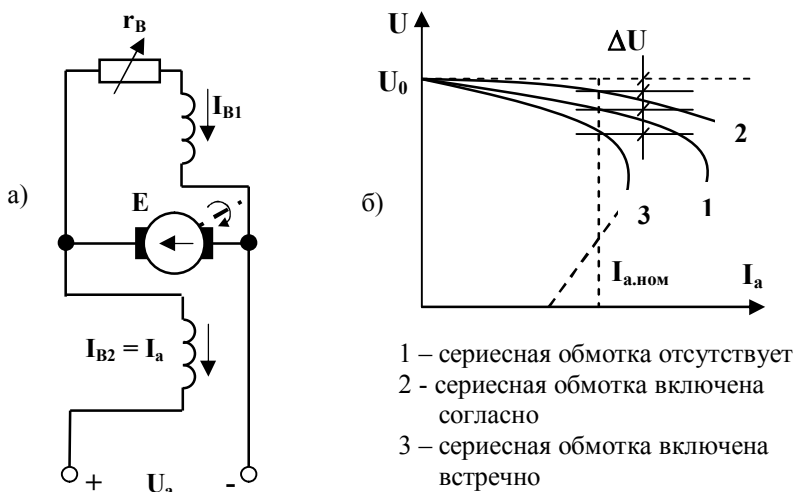 а)
r_B
I_B1
E
I_B2 = I_a
+ U_a -
б)
U
U_0
ΔU
2
1
3
I_a.ном
I_a
1 – сериесная обмотка отсутствует
2 - сериесная обмотка включена
согласно
3 – сериесная обмотка включена
встречно